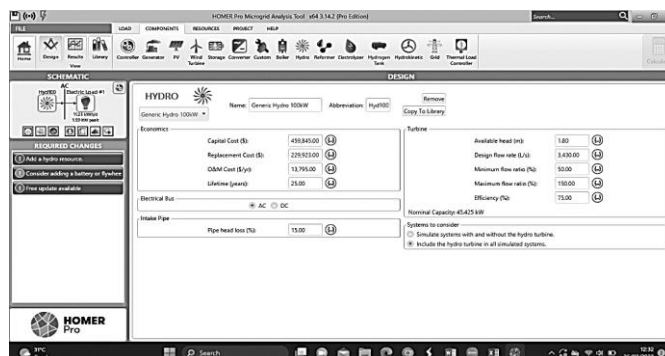 HOMER Pro Microgrid Analysis Tool x64 3.14.2 (Pro Edition)
Search...
FILE
LOAD COMPONENTS RESOURCES PROJECT HELP
Home Design Results Library
View
Controller Generator PV Wind Turbine Storage Converter Custom Boiler Hydro Reformer Electrolyzer Hydrogen Tank Hydrokinetic Grid Thermal Load Controller
Calculate
SCHEMATIC
DESIGN
AC
Hyd100 Electric Load #1
REQUIRED CHANGES
Add a hydro resource.
Consider adding a battery or flywhee
Free update available
HOMER
Pro
HYDRO
Generic Hydro 100kW
Name: Generic Hydro 100kW
Abbreviation: Hyd100
Remove
Copy To Library
Economics
Capital Cost ($): 459,845.00
Replacement Cost ($): 229,923.00
O&M Cost ($/yr): 13,795.00
Lifetime (years): 25.00
Electrical Bus
AC DC
Intake Pipe
Pipe head loss (%): 15.00
Turbine
Available head (m): 1.80
Design flow rate (L/s): 3,430.00
Minimum flow ratio (%): 50.00
Maximum flow ratio (%): 150.00
Efficiency (%): 75.00
Nominal Capacity: 45.425 kW
Systems to consider
Simulate systems with and without the hydro turbine.
Include the hydro turbine in all simulated systems.
31°C
Search
12:32